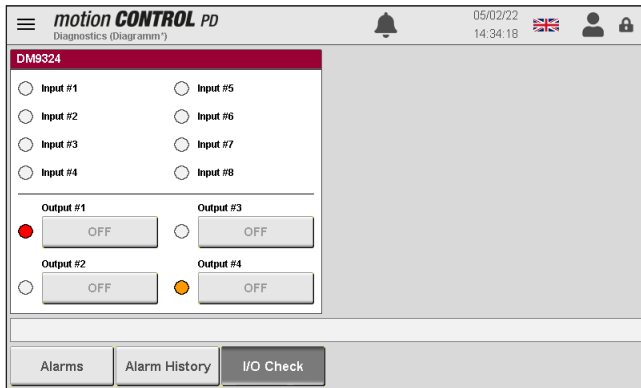 motion CONTROL PD
Diagnostics (Diagramm*)
05/02/22
14:34:18
DM9324
Input #1
Input #5
Input #2
Input #6
Input #3
Input #7
Input #4
Input #8
Output #1
Output #3
OFF
OFF
Output #2
Output #4
OFF
OFF
Alarms
Alarm History
I/O Check